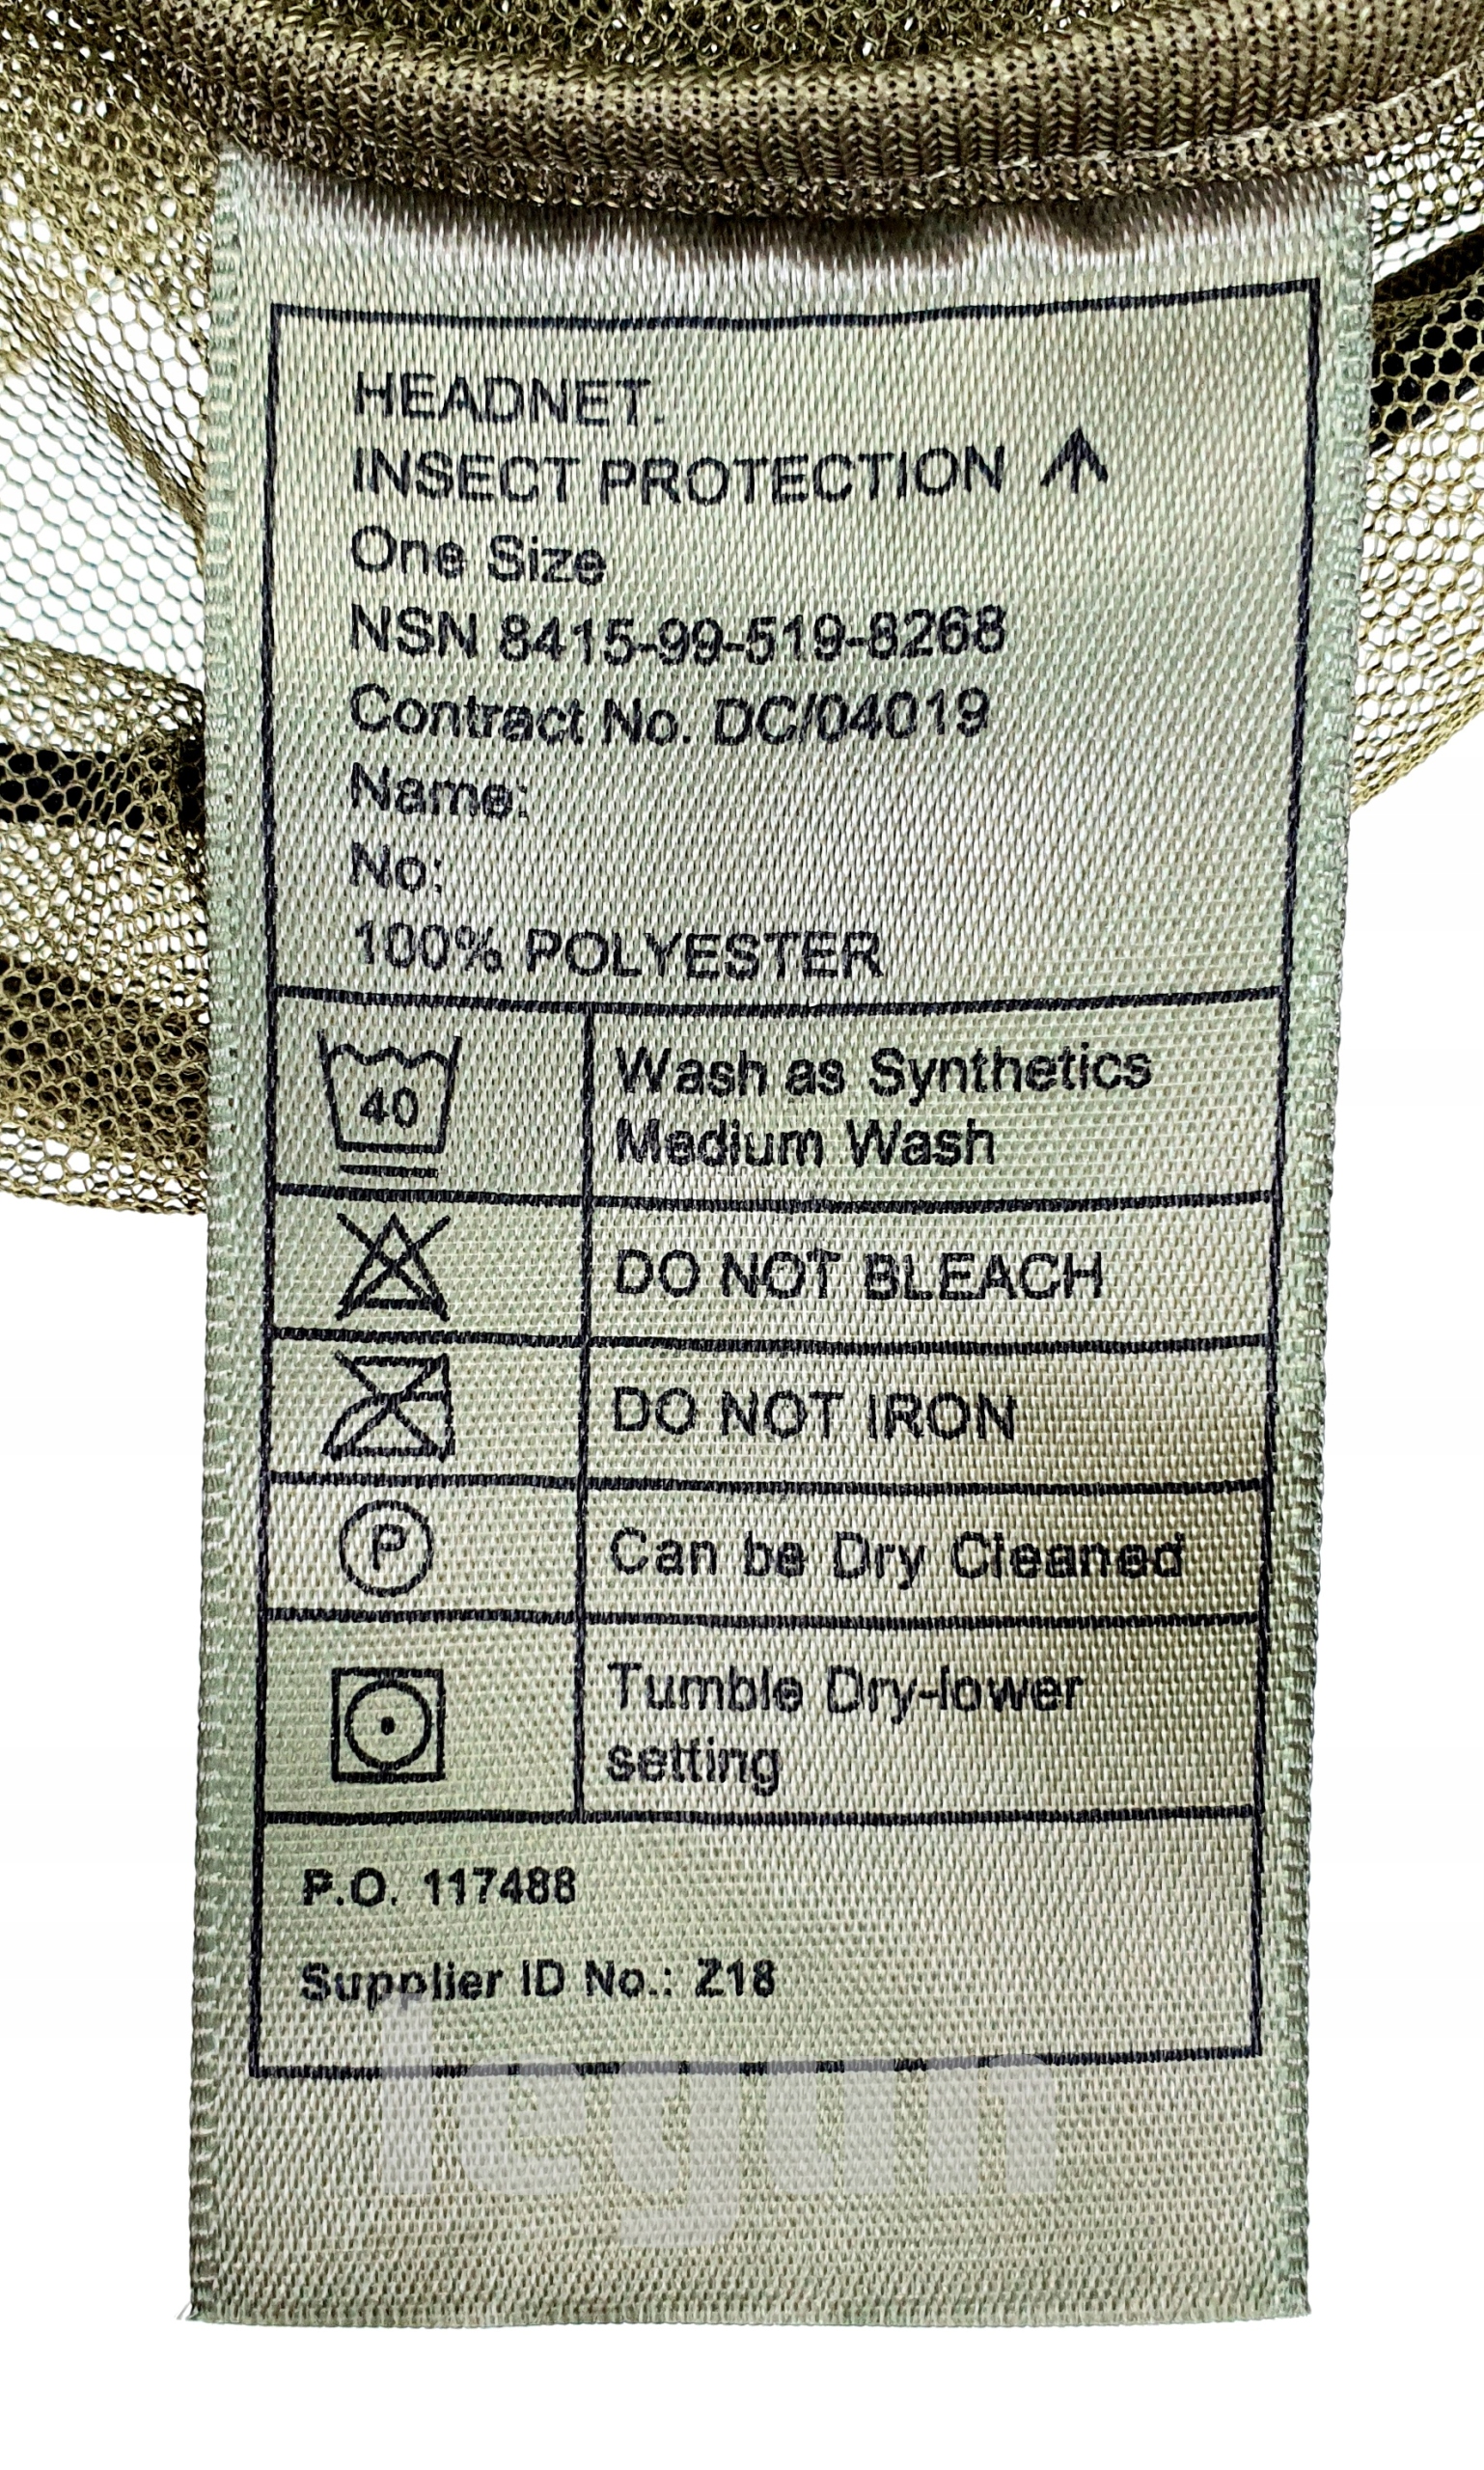 HEADNET.
INSECT PROTECTION
One Size
NSN 8415-99-519-8268
Contract No. DC/04019
Name:
No:
100% POLYESTER
40
Wash as Synthetics
Medium Wash
DO NOT BLEACH
DO NOT IRON
P
Can be Dry Cleaned
Tumble Dry-lower
setting
P.O. 117488
Supplier ID No.: Z18
legun